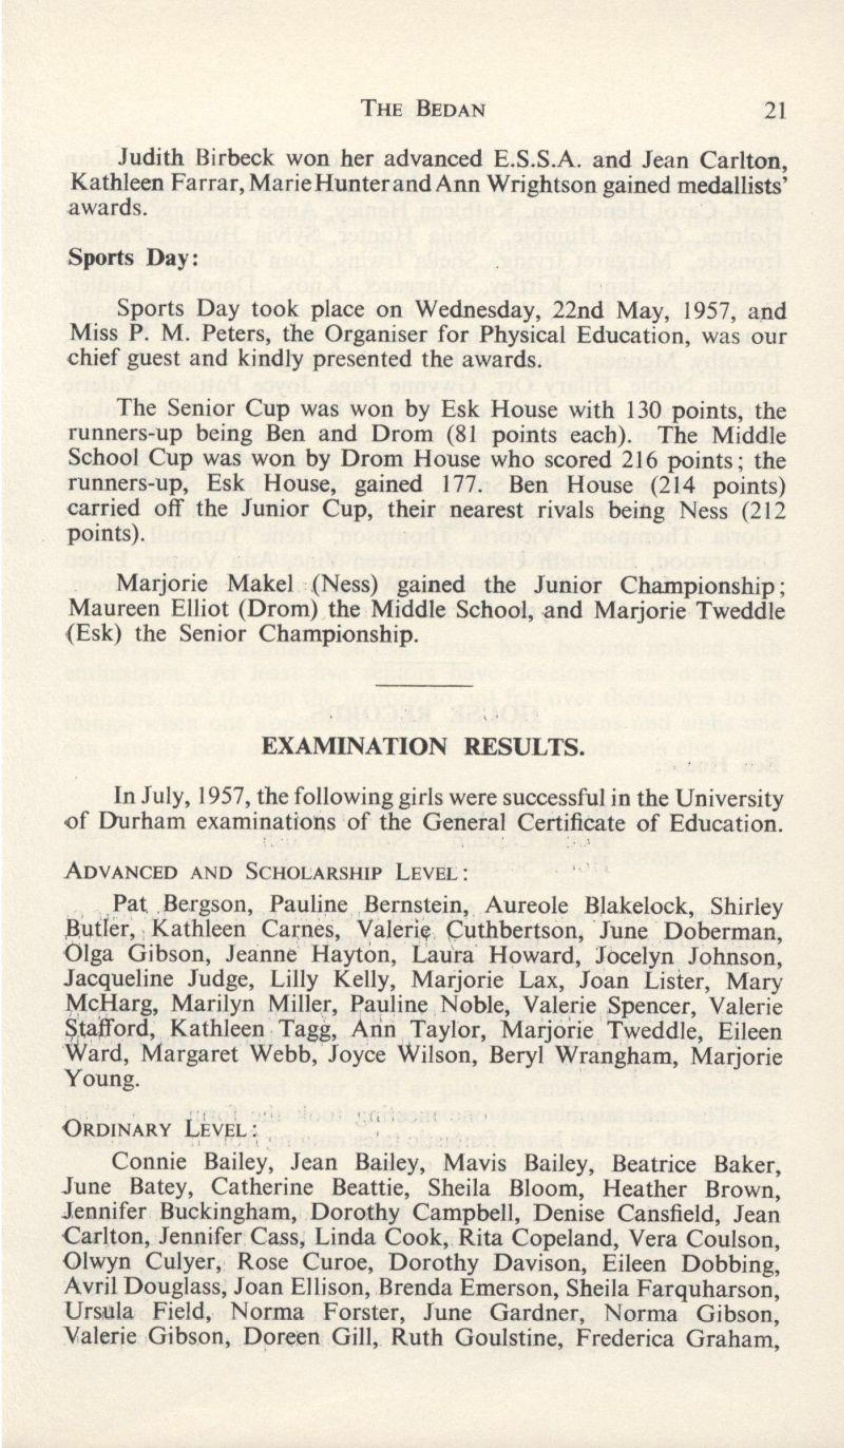 THE BEDAN 21
Judith Birbeck won her advanced E.S.S.A. and Jean Carlton,
Kathleen Farrar, Marie Hunter and Ann Wrightson gained medallists'
awards.
Sports Day:
Sports Day took place on Wednesday, 22nd May, 1957, and
Miss P. M. Peters, the Organiser for Physical Education, was our
chief guest and kindly presented the awards.
The Senior Cup was won by Esk House with 130 points, the
runners-up being Ben and Drom (81 points each). The Middle
School Cup was won by Drom House who scored 216 points; the
runners-up, Esk House, gained 177. Ben House (214 points)
carried off the Junior Cup, their nearest rivals being Ness (212
points).
Marjorie Makel (Ness) gained the Junior Championship;
Maureen Elliot (Drom) the Middle School, and Marjorie Tweddle
(Esk) the Senior Championship.
EXAMINATION RESULTS.
In July, 1957, the following girls were successful in the University
of Durham examinations of the General Certificate of Education.
ADVANCED AND SCHOLARSHIP LEVEL:
Pat Bergson, Pauline Bernstein, Aureole Blakelock, Shirley
Butler, Kathleen Carnes, Valerie Cuthbertson, June Doberman,
Olga Gibson, Jeanne Hayton, Laura Howard, Jocelyn Johnson,
Jacqueline Judge, Lilly Kelly, Marjorie Lax, Joan Lister, Mary
McHarg, Marilyn Miller, Pauline Noble, Valerie Spencer, Valerie
Stafford, Kathleen Tagg, Ann Taylor, Marjorie Tweddle, Eileen
Ward, Margaret Webb, Joyce Wilson, Beryl Wrangham, Marjorie
Young.
ORDINARY LEVEL:
Connie Bailey, Jean Bailey, Mavis Bailey, Beatrice Baker,
June Batey, Catherine Beattie, Sheila Bloom, Heather Brown,
Jennifer Buckingham, Dorothy Campbell, Denise Cansfield, Jean
Carlton, Jennifer Cass, Linda Cook, Rita Copeland, Vera Coulson,
Olwyn Culyer, Rose Curoe, Dorothy Davison, Eileen Dobbing,
Avril Douglass, Joan Ellison, Brenda Emerson, Sheila Farquharson,
Ursula Field, Norma Forster, June Gardner, Norma Gibson,
Valerie Gibson, Doreen Gill, Ruth Goulstine, Frederica Graham,